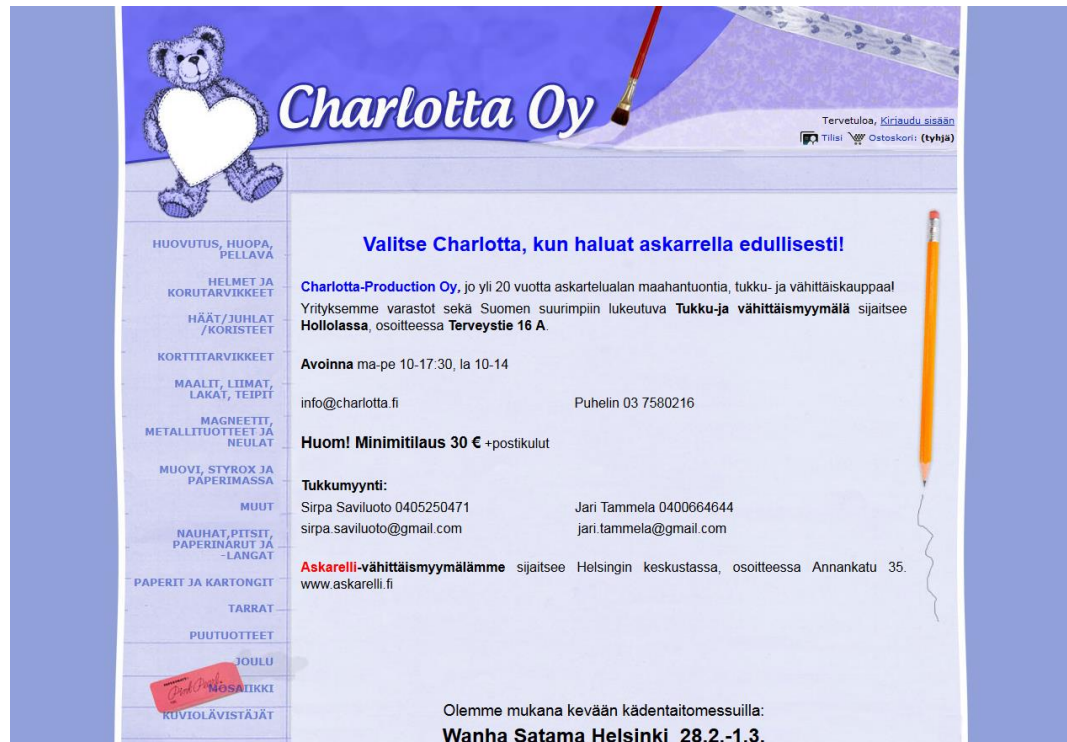 Charlotta Oy
Tervetuloa, Kirjaudu sisään
Tilisi Ostoskori: (tyhjä)
HUOVUTUS, HUOPA,
PELLAVA
HELMET JA
KORUTARVIKKEET
HÄÄT/JUHLAT
/KORISTEET
KORTTITARVIKKEET
MAALIT, LIIMAT,
LAKAT, TEIPIT
MAGNEETIT,
METALLITUOTTEET JA
NEULAT
MUOVI, STYROX JA
PAPERIMASSA
MUUT
NAUHAT,PITSIT,
PAPERINARUT JA
-LANGAT
PAPERIT JA KARTONGIT
TARRAT
PUUTUOTTEET
JOULU
MOSAIIKKI
KUVIOLÄVISTÄJÄT
Valitse Charlotta, kun haluat askarrella edullisesti!
Charlotta-Production Oy, jo yli 20 vuotta askartelualan maahantuontia, tukku- ja vähittäiskauppaa!
Yrityksemme varastot sekä Suomen suurimpiin lukeutuva Tukku-ja vähittäismyymälä sijaitsee
Hollolassa, osoitteessa Terveystie 16 A.
Avoinna ma-pe 10-17:30, la 10-14
info@charlotta.fi Puhelin 03 7580216
Huom! Minimitilaus 30 € +postikulut
Tukkumyynti:
Sirpa Saviluoto 0405250471 Jari Tammela 0400664644
sirpa.saviluoto@gmail.com jari.tammela@gmail.com
Askarelli-vähittäismyymälämme sijaitsee Helsingin keskustassa, osoitteessa Annankatu 35.
www.askarelli.fi
Olemme mukana kevään kädentaitomessuilla:
Wanha Satama Helsinki 28.2.-1.3.